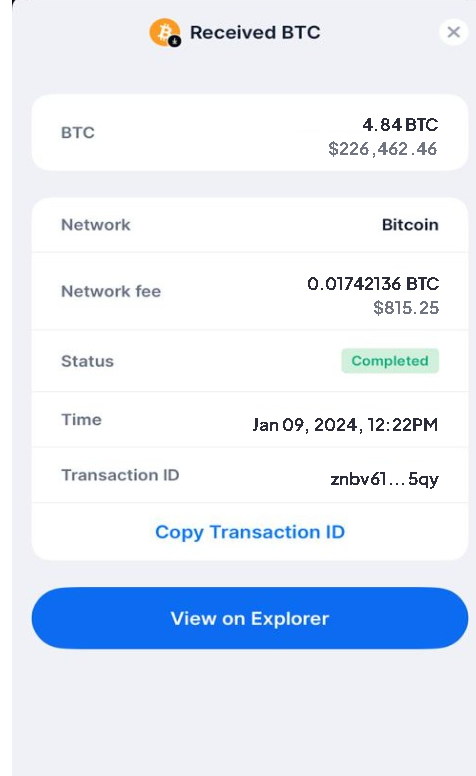 Received BTC
BTC
4.84 BTC
$226,462.46
Network
Bitcoin
Network fee
0.01742136 BTC
$815.25
Status
Completed
Time
Jan 09, 2024, 12:22PM
Transaction ID
znbv61...5qy
Copy Transaction ID
View on Explorer